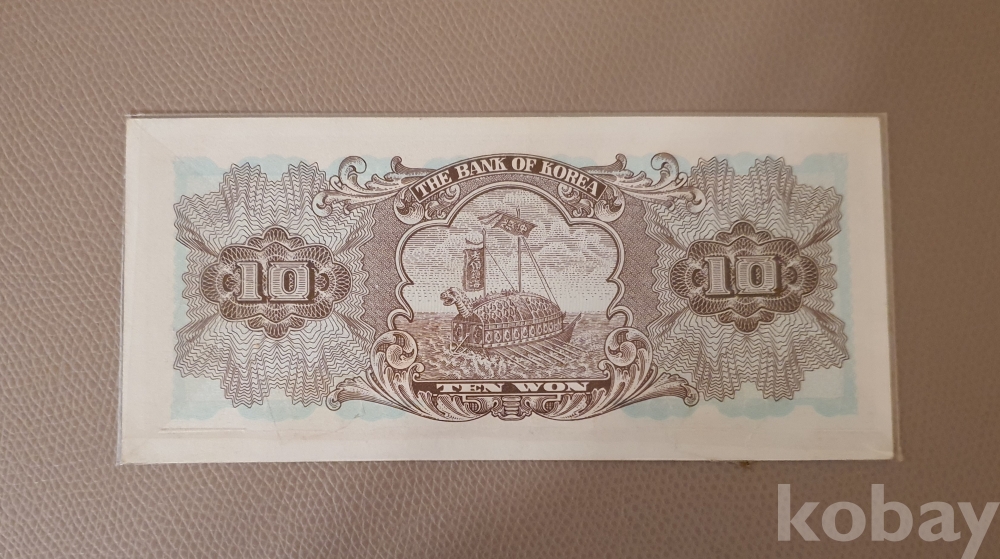 THE BANK OF KOREA
10
10
TEN WON
kobay